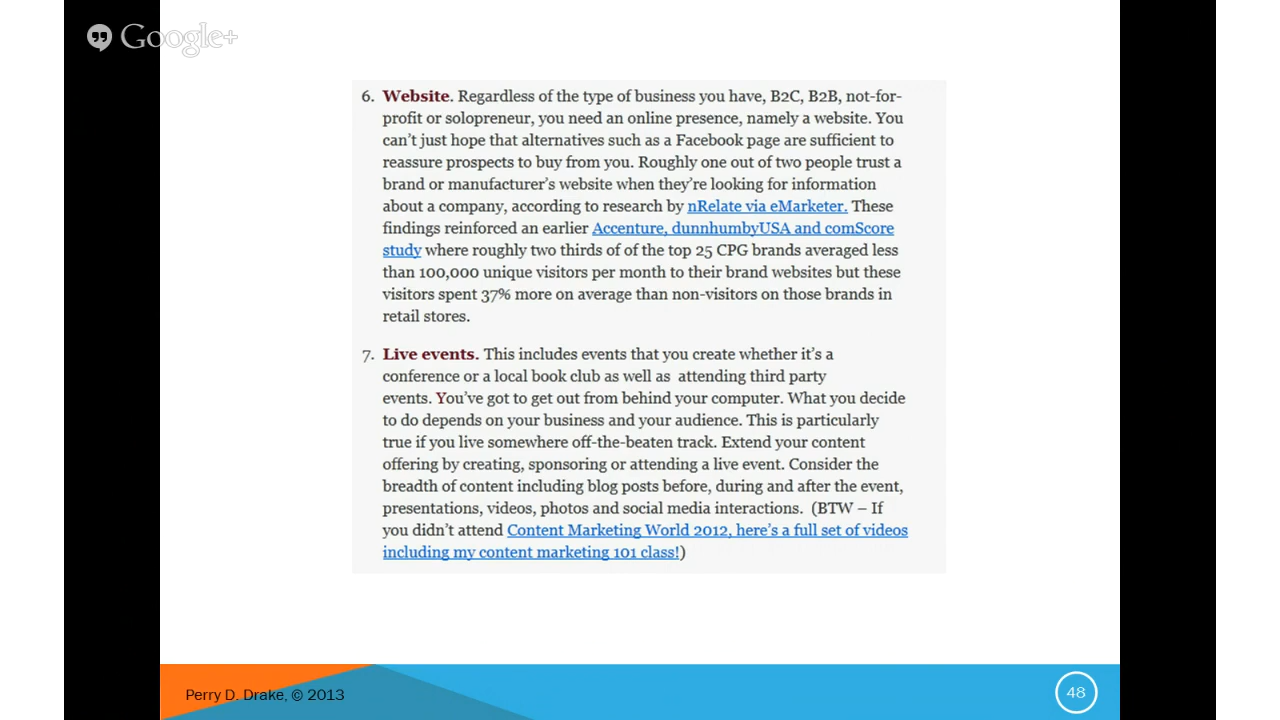 Google+
6. Website. Regardless of the type of business you have, B2C, B2B, not-for-
profit or solopreneur, you need an online presence, namely a website. You
can't just hope that alternatives such as a Facebook page are sufficient to
reassure prospects to buy from you. Roughly one out of two people trust a
brand or manufacturer's website when they're looking for information
about a company, according to research by nRelate via eMarketer. These
findings reinforced an earlier Accenture, dunnhumbyUSA and comScore
study where roughly two thirds of of the top 25 CPG brands averaged less
than 100,000 unique visitors per month to their brand websites but these
visitors spent 37% more on average than non-visitors on those brands in
retail stores.
7. Live events. This includes events that you create whether it's a
conference or a local book club as well as attending third party
events. You've got to get out from behind your computer. What you decide
to do depends on your business and your audience. This is particularly
true if you live somewhere off-the-beaten track. Extend your content
offering by creating, sponsoring or attending a live event. Consider the
breadth of content including blog posts before, during and after the event,
presentations, videos, photos and social media interactions. (BTW – If
you didn't attend Content Marketing World 2012, here's a full set of videos
including my content marketing 101 class!)
Perry D. Drake, © 2013
48